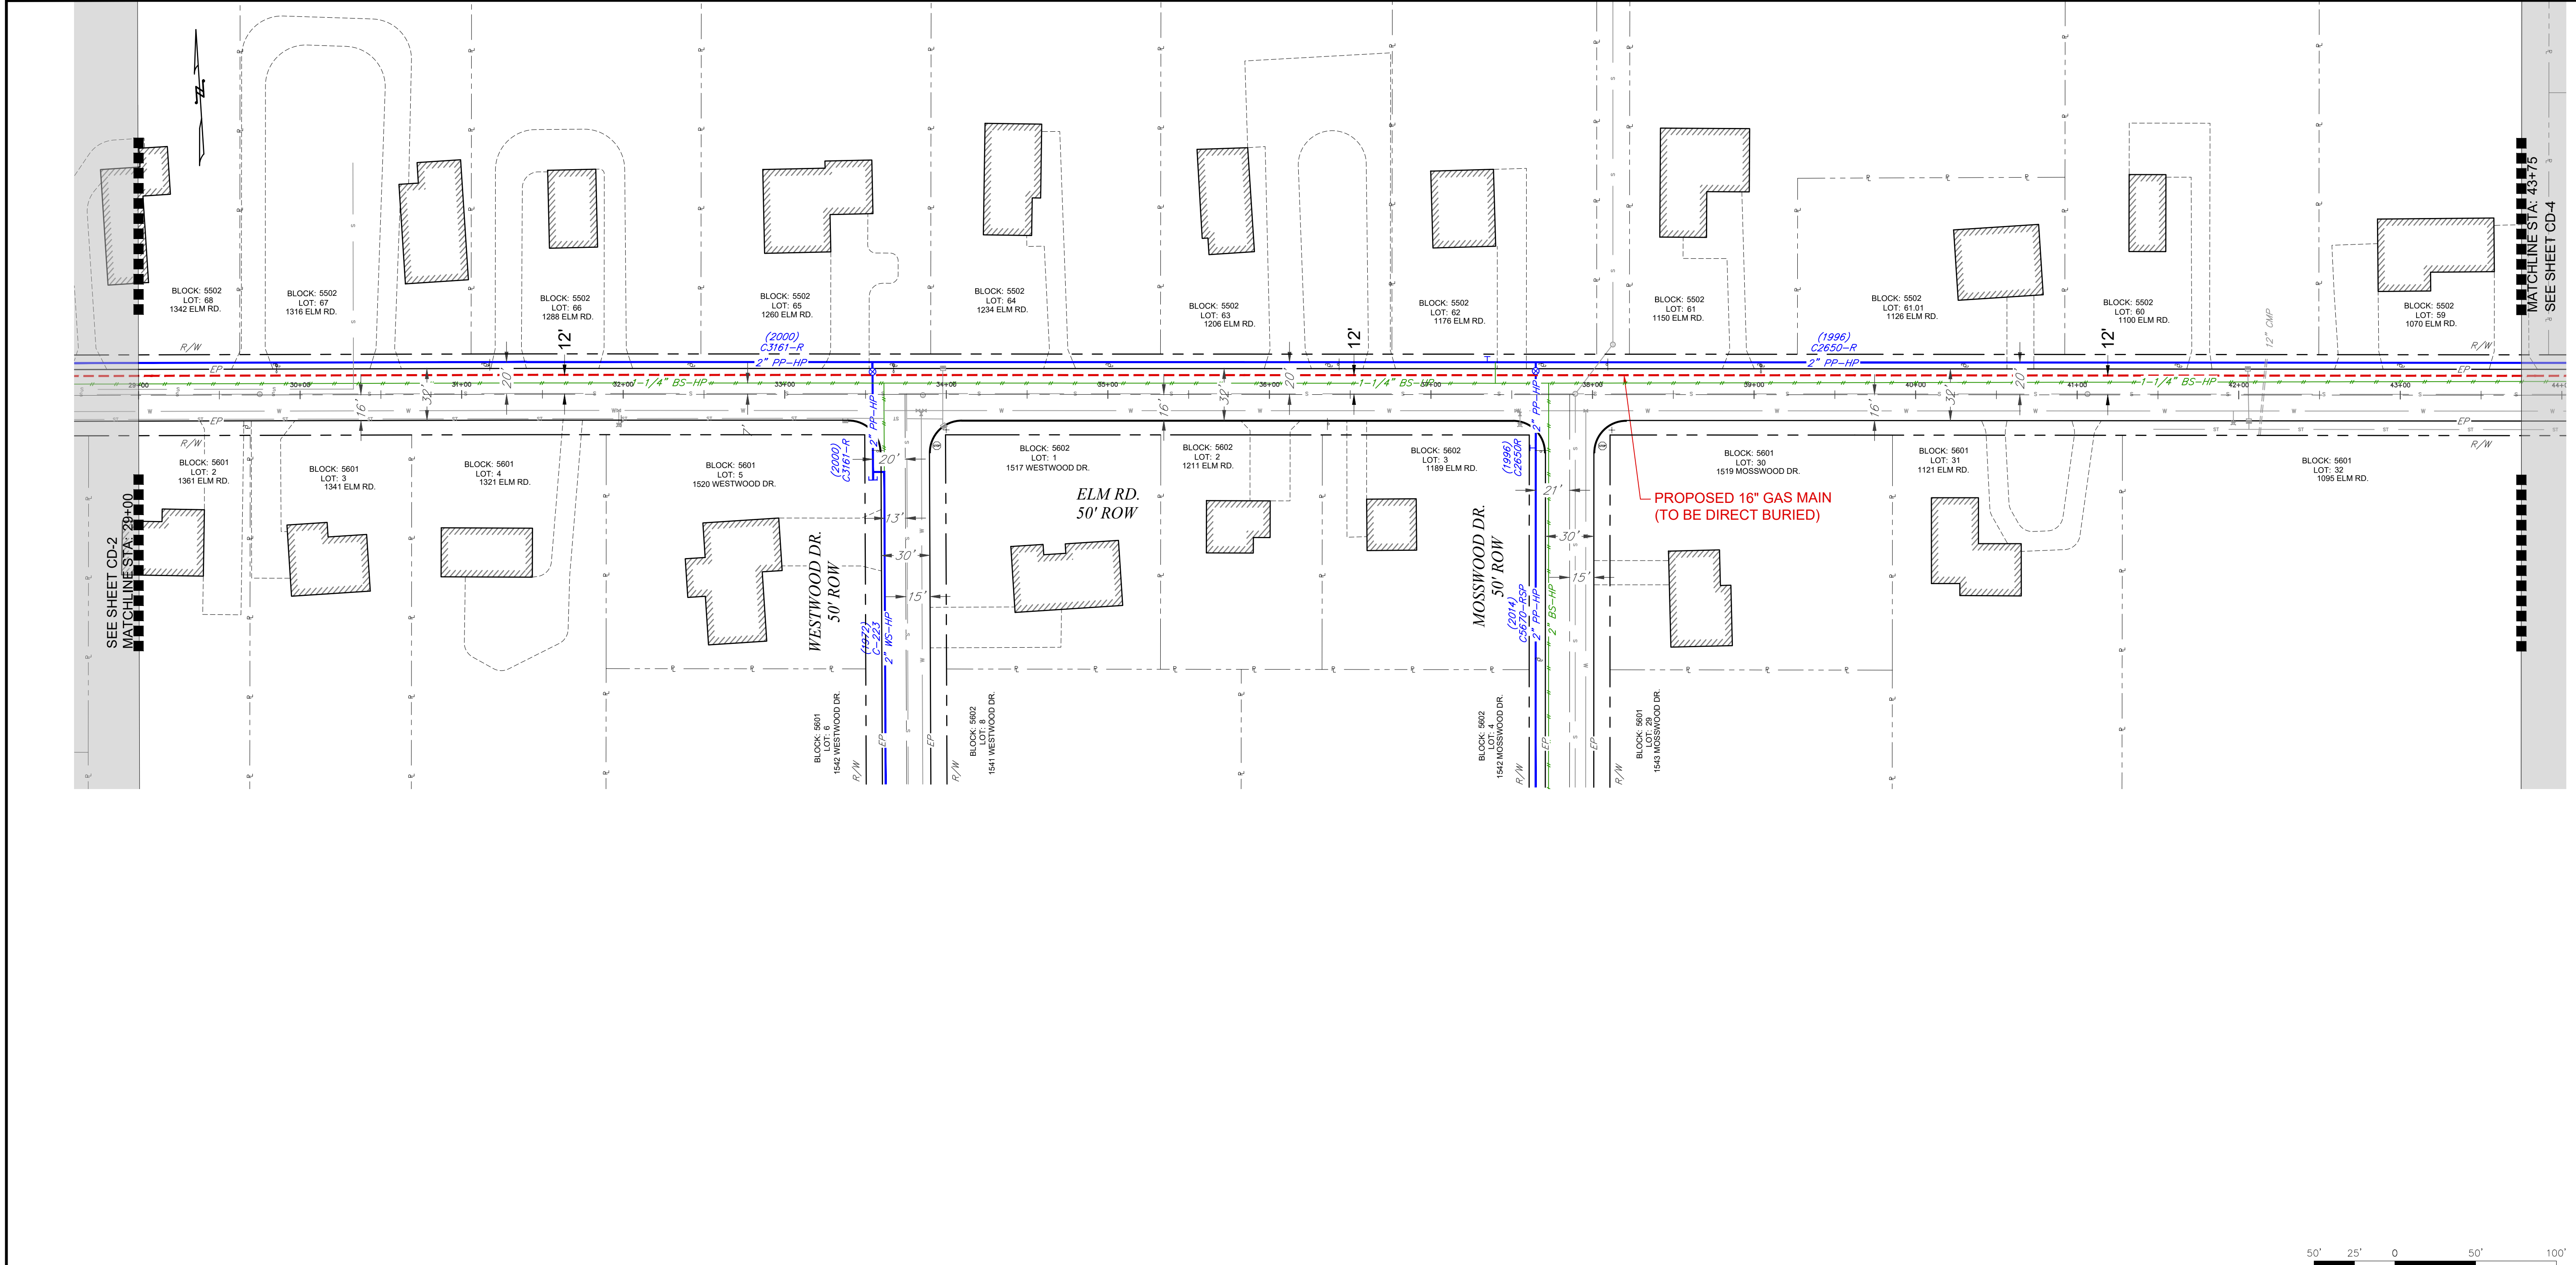 SEE SHEET CD-2
MATCHLINE STA: 29+00
MATCHLINE STA: 43+75
SEE SHEET CD-4
BLOCK: 5502
LOT: 68
1342 ELM RD.
BLOCK: 5502
LOT: 67
1316 ELM RD.
BLOCK: 5502
LOT: 66
1288 ELM RD.
BLOCK: 5502
LOT: 65
1260 ELM RD.
BLOCK: 5502
LOT: 64
1234 ELM RD.
BLOCK: 5502
LOT: 63
1206 ELM RD.
BLOCK: 5502
LOT: 62
1176 ELM RD.
BLOCK: 5502
LOT: 61
1150 ELM RD.
BLOCK: 5502
LOT: 61.01
1126 ELM RD.
BLOCK: 5502
LOT: 60
1100 ELM RD.
BLOCK: 5502
LOT: 59
1070 ELM RD.
12" CMP
R/W
12'
(2000)
C3161-R
2" PP-HP
12'
(1996)
C2650-R
2" PP-HP
12'
R/W
EP
20'
20'
20'
EP
29+00
30+00
31+00
32+00
1-1/4" BS-HP
33+00
34+00
35+00
36+00
1-1/4" BS-HP
38+00
39+00
40+00
41+00
1-1/4" BS-HP
42+00
43+00
16'
32'
16'
32'
16'
32'
EP
R/W
7'
2" PP-HP
2" PP-HP
EP
R/W
BLOCK: 5601
LOT: 2
1361 ELM RD.
BLOCK: 5601
LOT: 3
1341 ELM RD.
BLOCK: 5601
LOT: 4
1321 ELM RD.
BLOCK: 5601
LOT: 5
1520 WESTWOOD DR.
(2000)
C3161-R
20'
BLOCK: 5602
LOT: 1
1517 WESTWOOD DR.
BLOCK: 5602
LOT: 2
1211 ELM RD.
BLOCK: 5602
LOT: 3
1189 ELM RD.
(1996)
C2650R
BLOCK: 5601
LOT: 30
1519 MOSSWOOD DR.
BLOCK: 5601
LOT: 31
1121 ELM RD.
BLOCK: 5601
LOT: 32
1095 ELM RD.
ELM RD.
50' ROW
21'
PROPOSED 16" GAS MAIN
(TO BE DIRECT BURIED)
13'
30'
15'
WESTWOOD DR.
50' ROW
(1972)
C-223
2" WS-HP
MOSSWOOD DR.
50' ROW
30'
15'
(2014)
C5670-RSP
2" PP-HP
2" BS-HP
BLOCK: 5601
LOT: 6
1542 WESTWOOD DR.
R/W
EP
EP
R/W
BLOCK: 5602
LOT: 8
1541 WESTWOOD DR.
BLOCK: 5602
LOT: 4
1542 MOSSWOOD DR.
R/W
EP
EP
R/W
BLOCK: 5601
LOT: 29
1543 MOSSWOOD DR.
50' 25' 0 50' 100'